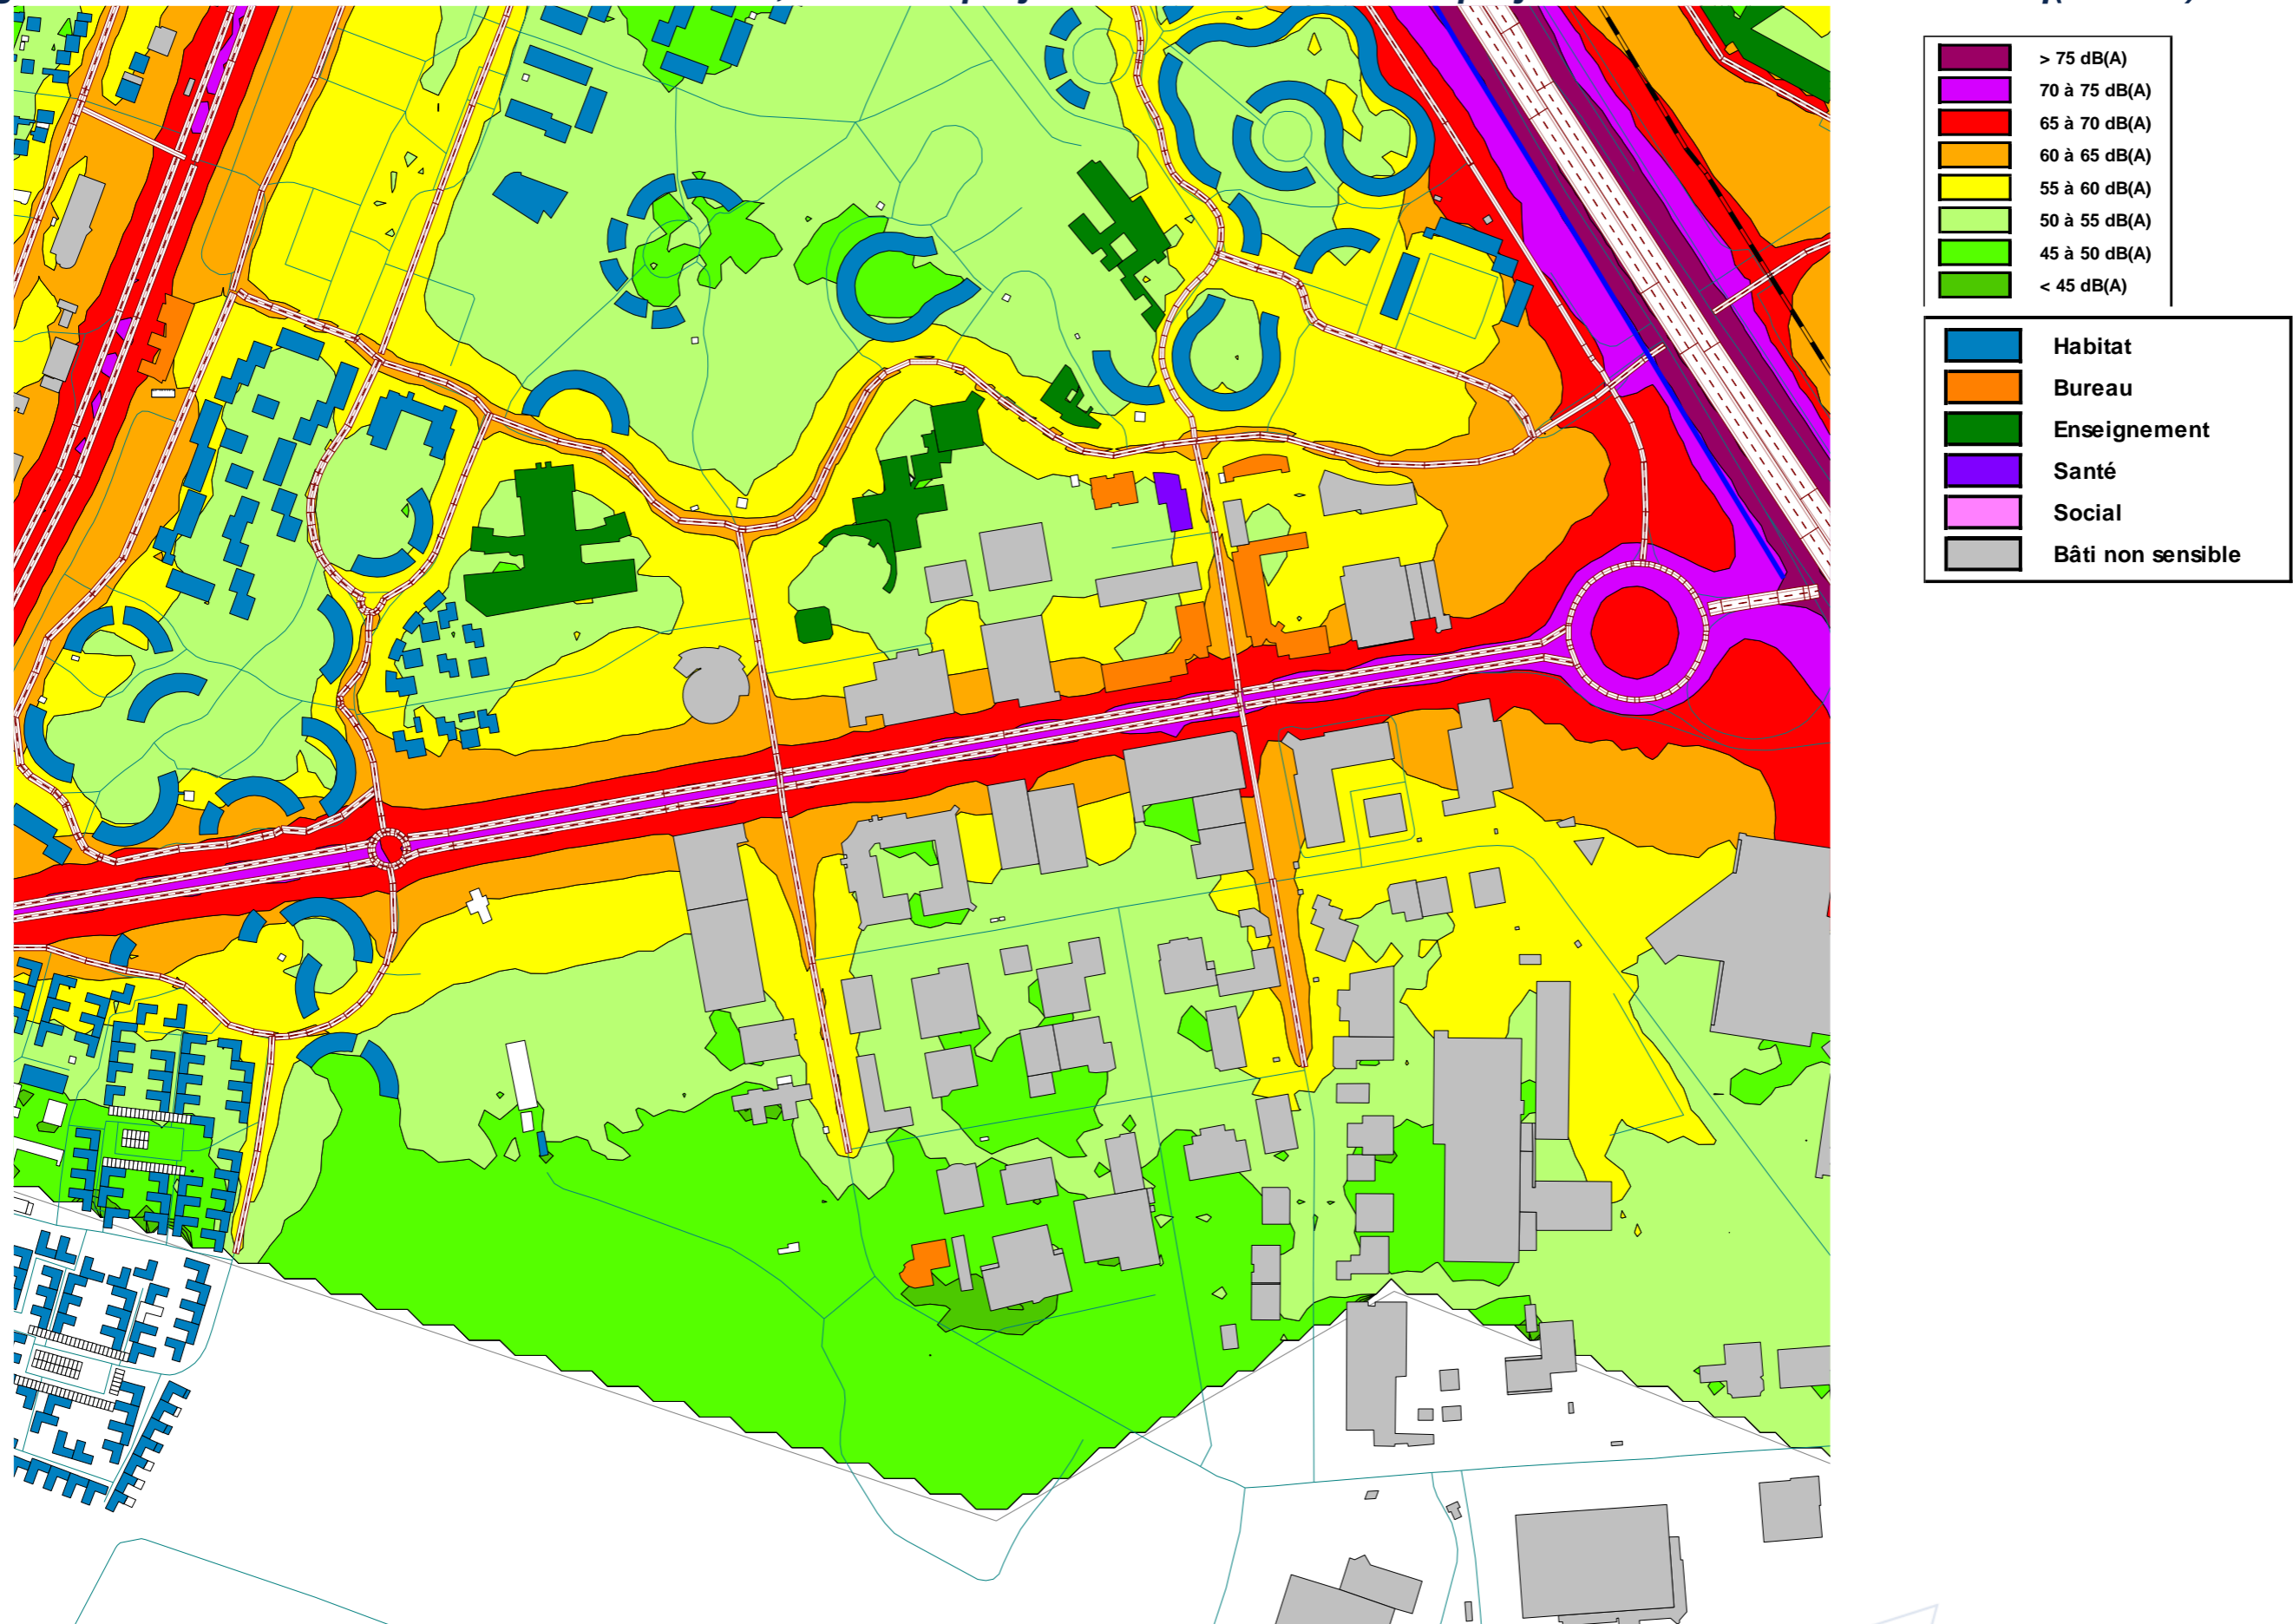 > 75 dB(A)
70 à 75 dB(A)
65 à 70 dB(A)
60 à 65 dB(A)
55 à 60 dB(A)
50 à 55 dB(A)
45 à 50 dB(A)
< 45 dB(A)
Habitat
Bureau
Enseignement
Santé
Social
Bâti non sensible